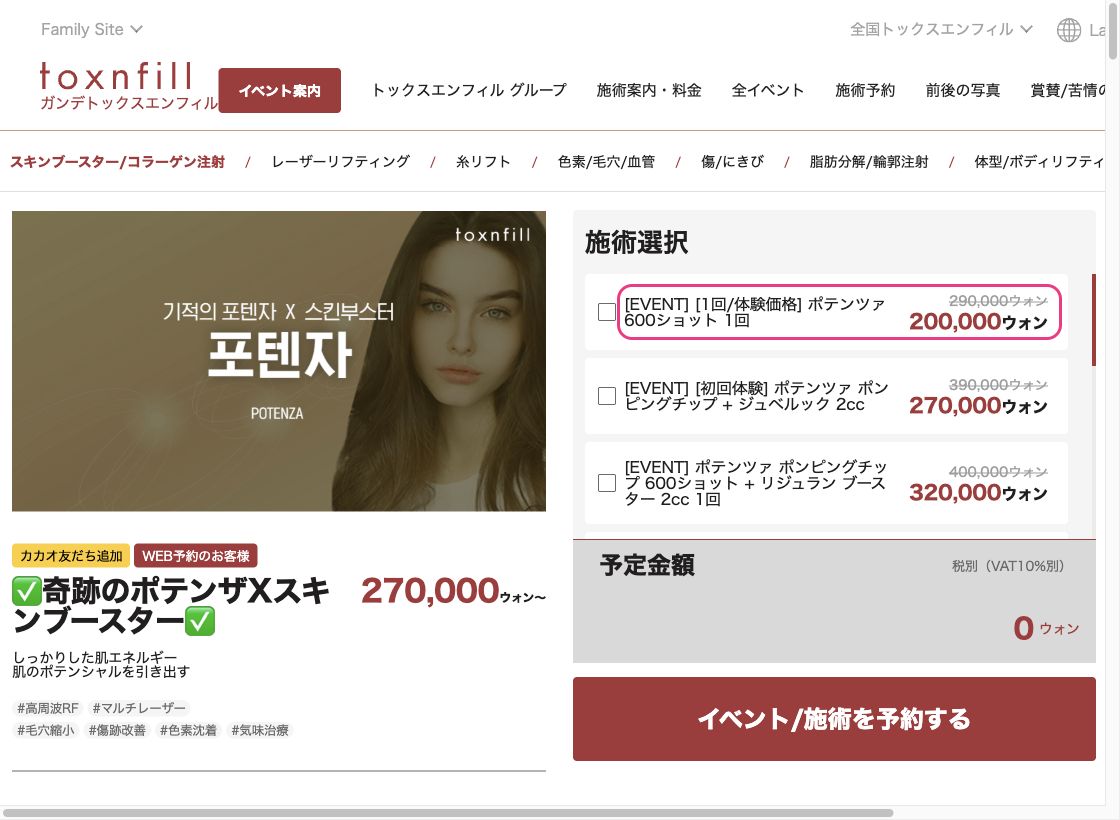 Family Site
全国トックスエンフィル
La
toxnfill
ガンデトックスエンフィル
イベント案内
トックスエンフィル グループ
施術案内・料金
全イベント
施術予約
前後の写真
賞賛/苦情の
スキンブースター/コラーゲン注射 / レーザーリフティング / 糸リフト / 色素/毛穴/血管 / 傷/にきび / 脂肪分解/輪郭注射 / 体型/ボディリフティ
toxnfill
기적의 포텐자 X 스킨부스터
포텐자
POTENZA
カカオ友だち追加
WEB予約のお客様
✅奇跡のポテンザXスキ
ンブースター✅
270,000ウォン~
しっかりした肌エネルギー
肌のポテンシャルを引き出す
#高周波RF #マルチレーザー
#毛穴縮小 #傷跡改善 #色素沈着 #気味治療
施術選択
[EVENT] [1回/体験価格] ポテンツァ
600ショット 1回
290,000ウォン
200,000ウォン
[EVENT] [初回体験] ポテンツァ ポン
ピングチップ + ジュベルック 2cc
390,000ウォン
270,000ウォン
[EVENT] ポテンツァ ポンピングチッ
プ 600ショット + リジュラン ブース
ター 2cc 1回
400,000ウォン
320,000ウォン
予定金額
税別（VAT10%別）
0 ウォン
イベント/施術を予約する